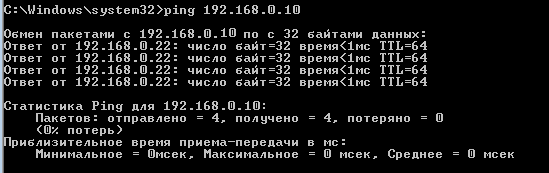 C:\Windows\system32>ping 192.168.0.10
Обмен пакетами с 192.168.0.10 по с 32 байтами данных:
Ответ от 192.168.0.22: число байт=32 время<1мс TTL=64
Ответ от 192.168.0.22: число байт=32 время<1мс TTL=64
Ответ от 192.168.0.22: число байт=32 время<1мс TTL=64
Ответ от 192.168.0.22: число байт=32 время<1мс TTL=64
Статистика Ping для 192.168.0.10:
Пакетов: отправлено = 4, получено = 4, потеряно = 0
(0% потерь)
Приблизительное время приема-передачи в мс:
Минимальное = 0мсек, Максимальное = 0 мсек, Среднее = 0 мсек